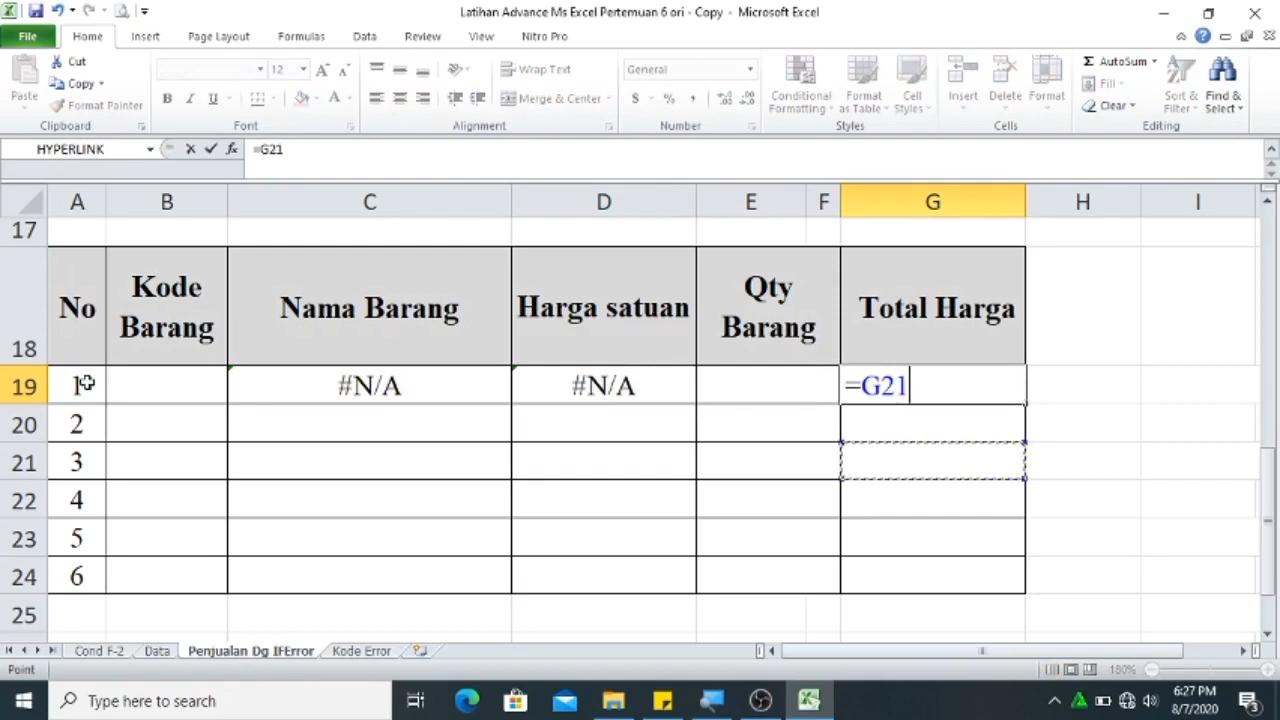 Latihan Advance Ms Excel Pertemuan 6 ori - Copy - Microsoft Excel
File Home Insert Page Layout Formulas Data Review View Nitro Pro
Cut
Copy
Format Painter
Paste
Clipboard
12
A A
B I U A
Font
Wrap Text
Merge & Center
Alignment
General
$ % ,
Number
Conditional Formatting
Format as Table
Cell Styles
Styles
Insert Delete Format
Cells
Σ AutoSum
Fill
Clear
Sort & Filter
Find & Select
Editing
HYPERLINK fx =G21
A B C D E F G H I
17
18 No Kode Barang Nama Barang Harga satuan Qty Barang Total Harga
19 1 #N/A #N/A =G21
20 2
21 3
22 4
23 5
24 6
25
Cond F-2 Data Penjualan Dg IFError Kode Error
Point 180%
Type here to search
6:27 PM
8/7/2020
3